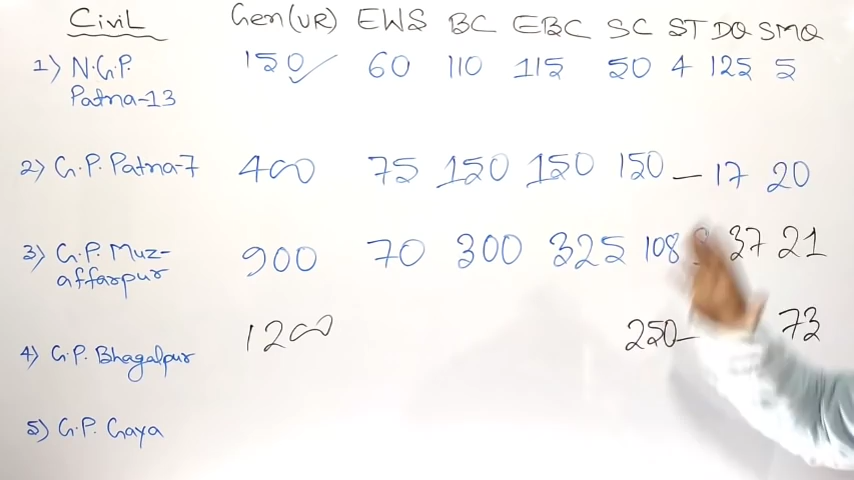 Civil Gen(UR) EWS BC EBC SC ST DQ SMQ
1) N.G.P. 150 60 110 115 50 4 125 5
Patna-13
2) G.P. Patna-7 400 75 150 150 150 — 17 20
3) G.P. Muz- 900 70 300 325 108 37 21
affarpur
1200 250 – 73
4) G.P. Bhagalpur
5) G.P. Gaya